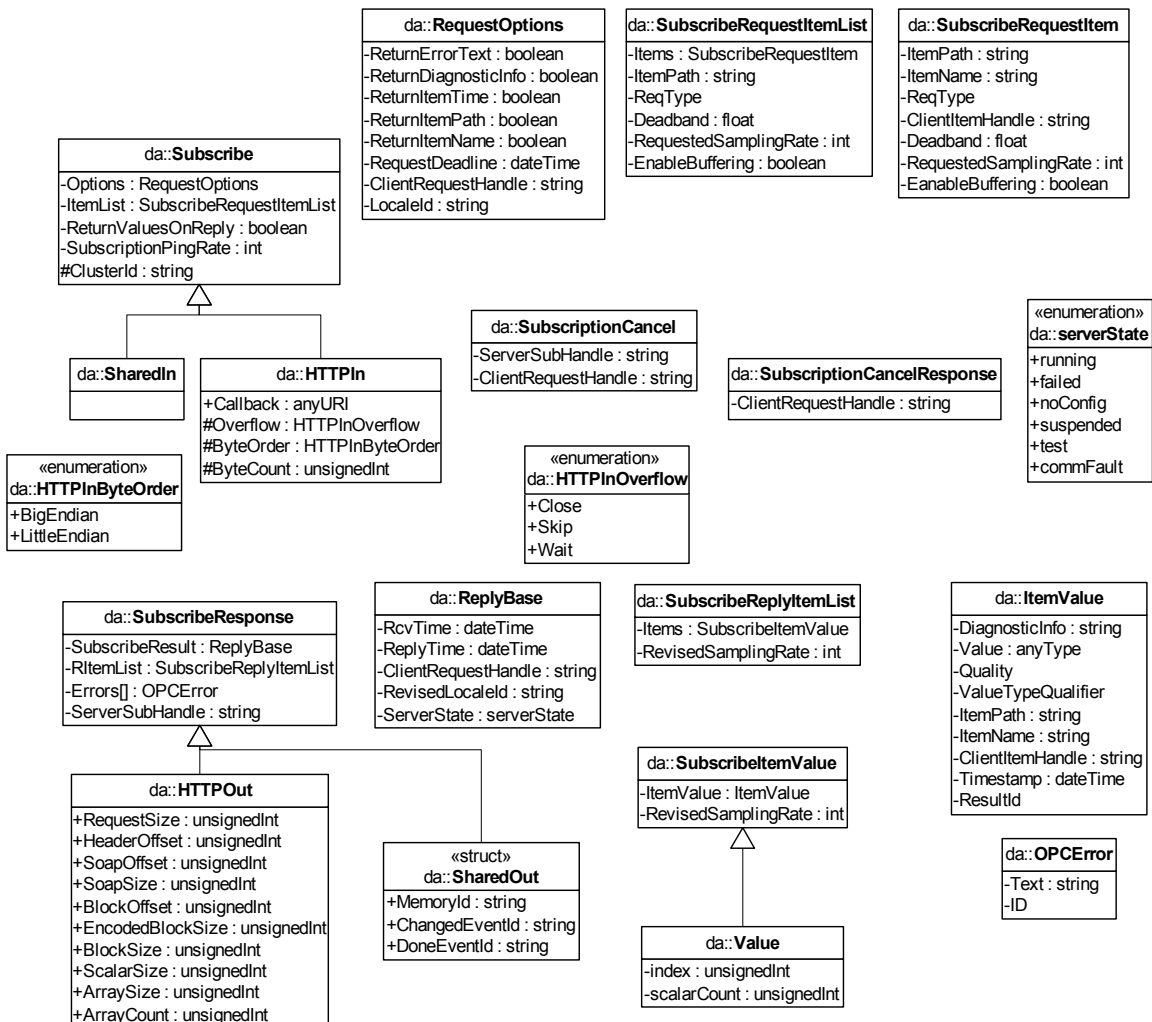 da::RequestOptions
-ReturnErrorText : boolean
-ReturnDiagnosticInfo : boolean
-ReturnItemTime : boolean
-ReturnItemPath : boolean
-ReturnItemName : boolean
-RequestDeadline : dateTime
-ClientRequestHandle : string
-LocaleId : string
da::SubscribeRequestItemList
-Items : SubscribeRequestItem
-ItemPath : string
-ReqType
-Deadband : float
-RequestedSamplingRate : int
-EnableBuffering : boolean
da::SubscribeRequestItem
-ItemPath : string
-ItemName : string
-ReqType
-ClientItemHandle : string
-Deadband : float
-RequestedSamplingRate : int
-EanableBuffering : boolean
da::Subscribe
-Options : RequestOptions
-ItemList : SubscribeRequestItemList
-ReturnValuesOnReply : boolean
-SubscriptionPingRate : int
#ClusterId : string
da::SharedIn
da::HTTPIn
+Callback : anyURI
#Overflow : HTTPInOverflow
#ByteOrder : HTTPInByteOrder
#ByteCount : unsignedInt
da::SubscriptionCancel
-ServerSubHandle : string
-ClientRequestHandle : string
da::SubscriptionCancelResponse
-ClientRequestHandle : string
«enumeration»
da::serverState
+running
+failed
+noConfig
+suspended
+test
+commFault
«enumeration»
da::HTTPInByteOrder
+BigEndian
+LittleEndian
«enumeration»
da::HTTPInOverflow
+Close
+Skip
+Wait
da::SubscribeResponse
-SubscribeResult : ReplyBase
-RItemList : SubscribeReplyItemList
-Errors[] : OPCError
-ServerSubHandle : string
da::ReplyBase
-RcvTime : dateTime
-ReplyTime : dateTime
-ClientRequestHandle : string
-RevisedLocaleId : string
-ServerState : serverState
da::SubscribeReplyItemList
-Items : SubscribeItemValue
-RevisedSamplingRate : int
da::ItemValue
-DiagnosticInfo : string
-Value : anyType
-Quality
-ValueTypeQualifier
-ItemPath : string
-ItemName : string
-ClientItemHandle : string
-Timestamp : dateTime
-ResultId
da::HTTPOut
+RequestSize : unsignedInt
+HeaderOffset : unsignedInt
+SoapOffset : unsignedInt
+SoapSize : unsignedInt
+BlockOffset : unsignedInt
+EncodedBlockSize : unsignedInt
+BlockSize : unsignedInt
+ScalarSize : unsignedInt
+ArraySize : unsignedInt
+ArrayCount : unsignedInt
«struct»
da::SharedOut
+MemoryId : string
+ChangedEventId : string
+DoneEventId : string
da::SubscribeItemValue
-ItemValue : ItemValue
-RevisedSamplingRate : int
da::Value
-index : unsignedInt
-scalarCount : unsignedInt
da::OPCError
-Text : string
-ID